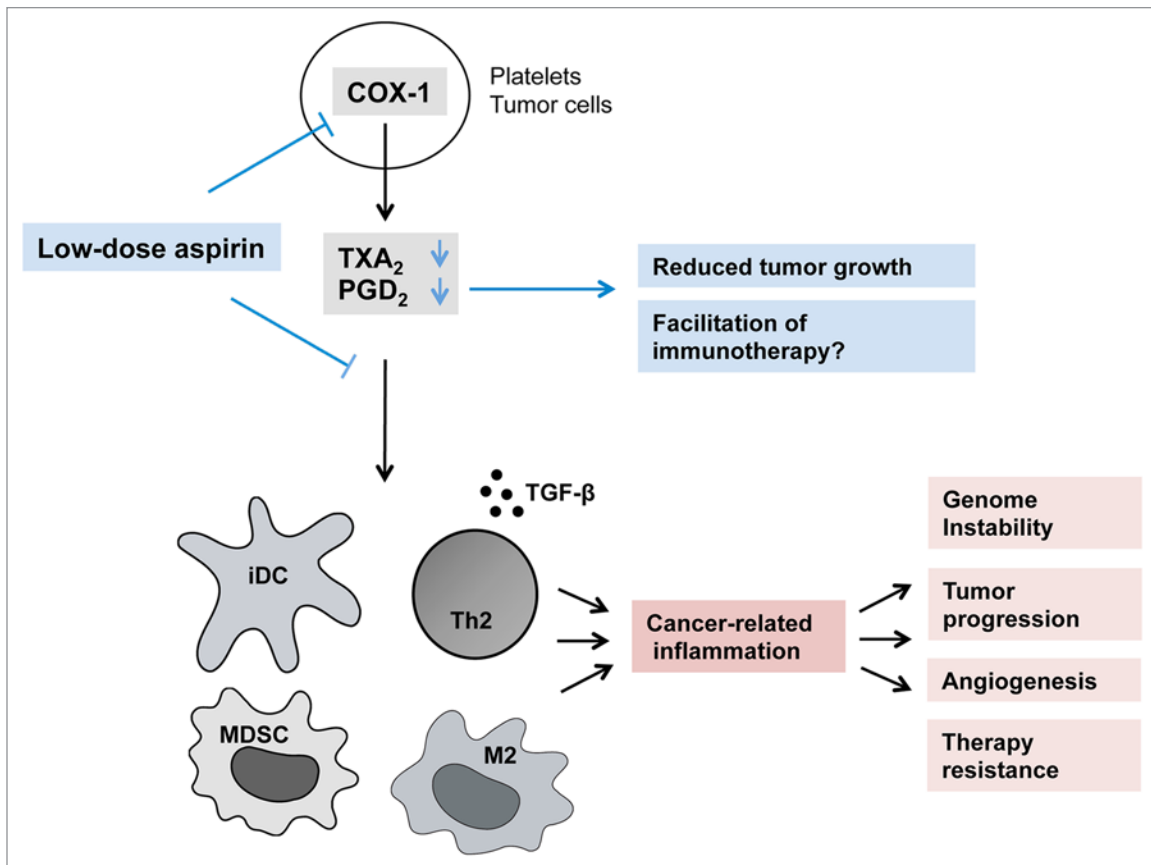 COX-1
Platelets
Tumor cells
Low-dose aspirin
TXA₂
PGD₂
Reduced tumor growth
Facilitation of
immunotherapy?
TGF-β
iDC
Th2
MDSC
M2
Cancer-related
inflammation
Genome
Instability
Tumor
progression
Angiogenesis
Therapy
resistance